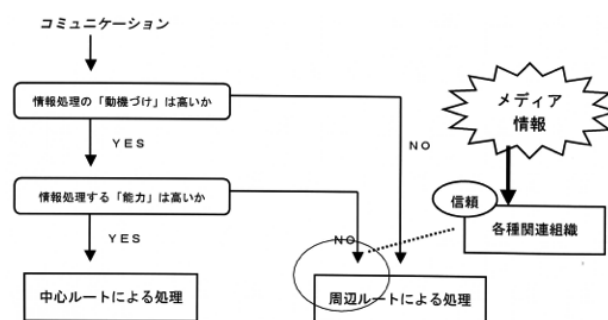 コミュニケーション
情報処理の「動機づけ」は高いか
YES
NO
情報処理する「能力」は高いか
YES
NO
中心ルートによる処理
周辺ルートによる処理
メディア
情報
信頼
各種関連組織